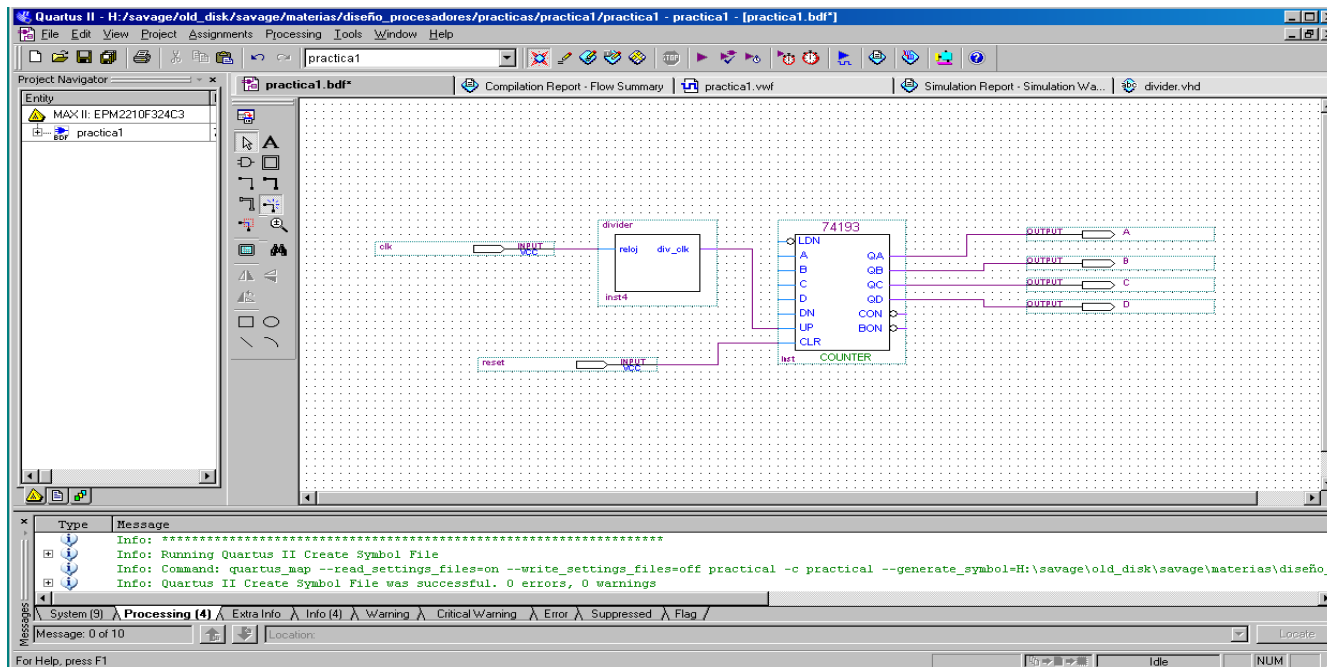 Quartus II - H:/savage/old_disk/savage/materias/diseño_procesadores/practicas/practica1/practica1 - practica1 - [practica1.bdf*]
File Edit View Project Assignments Processing Tools Window Help
practica1
Project Navigator
practica1.bdf*
Compilation Report - Flow Summary
practica1.vwf
Simulation Report - Simulation Wa...
divider.vhd
Entity
MAX II: EPM2210F324C3
practica1
divider
clk
INPUT
VCC
reloj div_clk
inst4
reset
INPUT
VCC
74193
LDN
A QA
B QB
C QC
D QD
DN CON
UP BON
CLR
inst COUNTER
OUTPUT A
OUTPUT B
OUTPUT C
OUTPUT D
Type Message
Info: *******************************************************************
Info: Running Quartus II Create Symbol File
Info: Command: quartus_map --read_settings_files=on --write_settings_files=off practica1 -c practica1 --generate_symbol=H:\savage\old_disk\savage\materias\diseño_
Info: Quartus II Create Symbol File was successful. 0 errors, 0 warnings
System (9) Processing (4) Extra Info Info (4) Warning Critical Warning Error Suppressed Flag
Messages
Message: 0 of 10
Location:
Locate
For Help, press F1
Idle
NUM